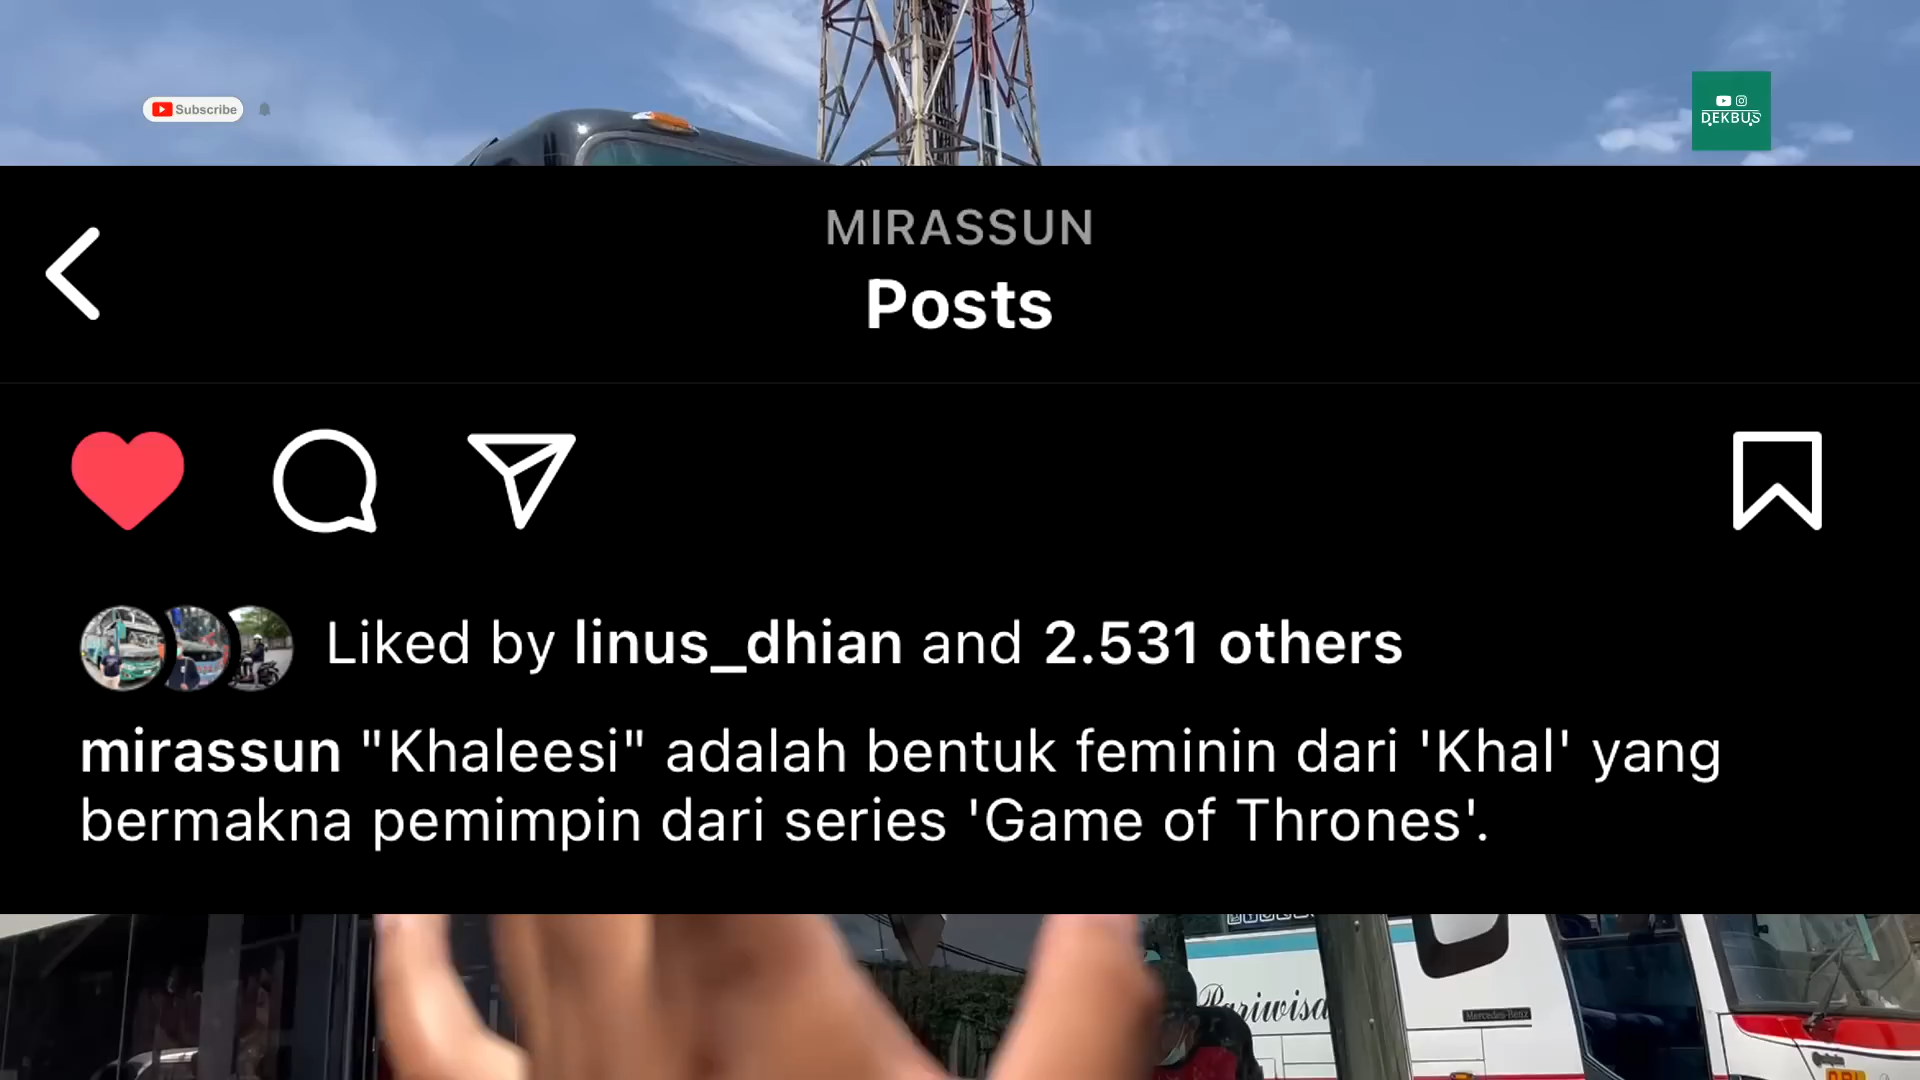 Subscribe
DEKBUS
MIRASSUN
Posts
Liked by linus_dhian and 2.531 others
mirassun "Khaleesi" adalah bentuk feminin dari 'Khal' yang
bermakna pemimpin dari series 'Game of Thrones'.
Pariwisa
Mercedes-Benz